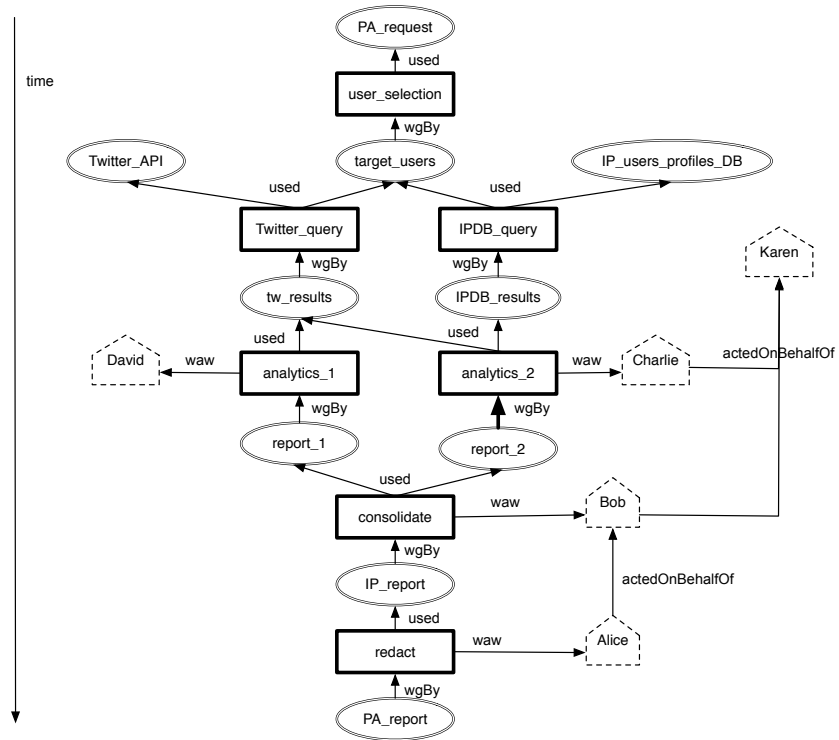 PA_request
used
time
user_selection
wgBy
Twitter_API
target_users
IP_users_profiles_DB
used
used
Twitter_query
IPDB_query
Karen
wgBy
wgBy
tw_results
IPDB_results
used
used
actedOnBehalfOf
David
waw
analytics_1
analytics_2
waw
Charlie
wgBy
wgBy
report_1
report_2
used
consolidate
waw
Bob
wgBy
IP_report
actedOnBehalfOf
used
redact
waw
Alice
wgBy
PA_report